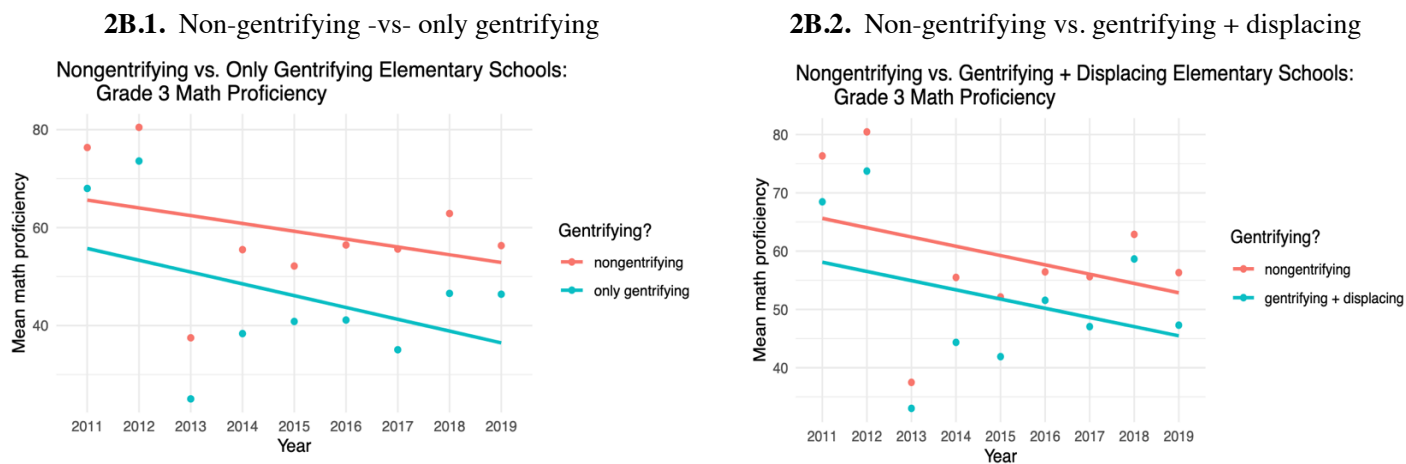 2B.1. Non-gentrifying -vs- only gentrifying
Nongentrifying vs. Only Gentrifying Elementary Schools:
Grade 3 Math Proficiency
Mean math proficiency
80
60
40
2011 2012 2013 2014 2015 2016 2017 2018 2019
Year
Gentrifying?
nongentrifying
only gentrifying
2B.2. Non-gentrifying vs. gentrifying + displacing
Nongentrifying vs. Gentrifying + Displacing Elementary Schools:
Grade 3 Math Proficiency
Mean math proficiency
80
70
60
50
40
2011 2012 2013 2014 2015 2016 2017 2018 2019
Year
Gentrifying?
nongentrifying
gentrifying + displacing